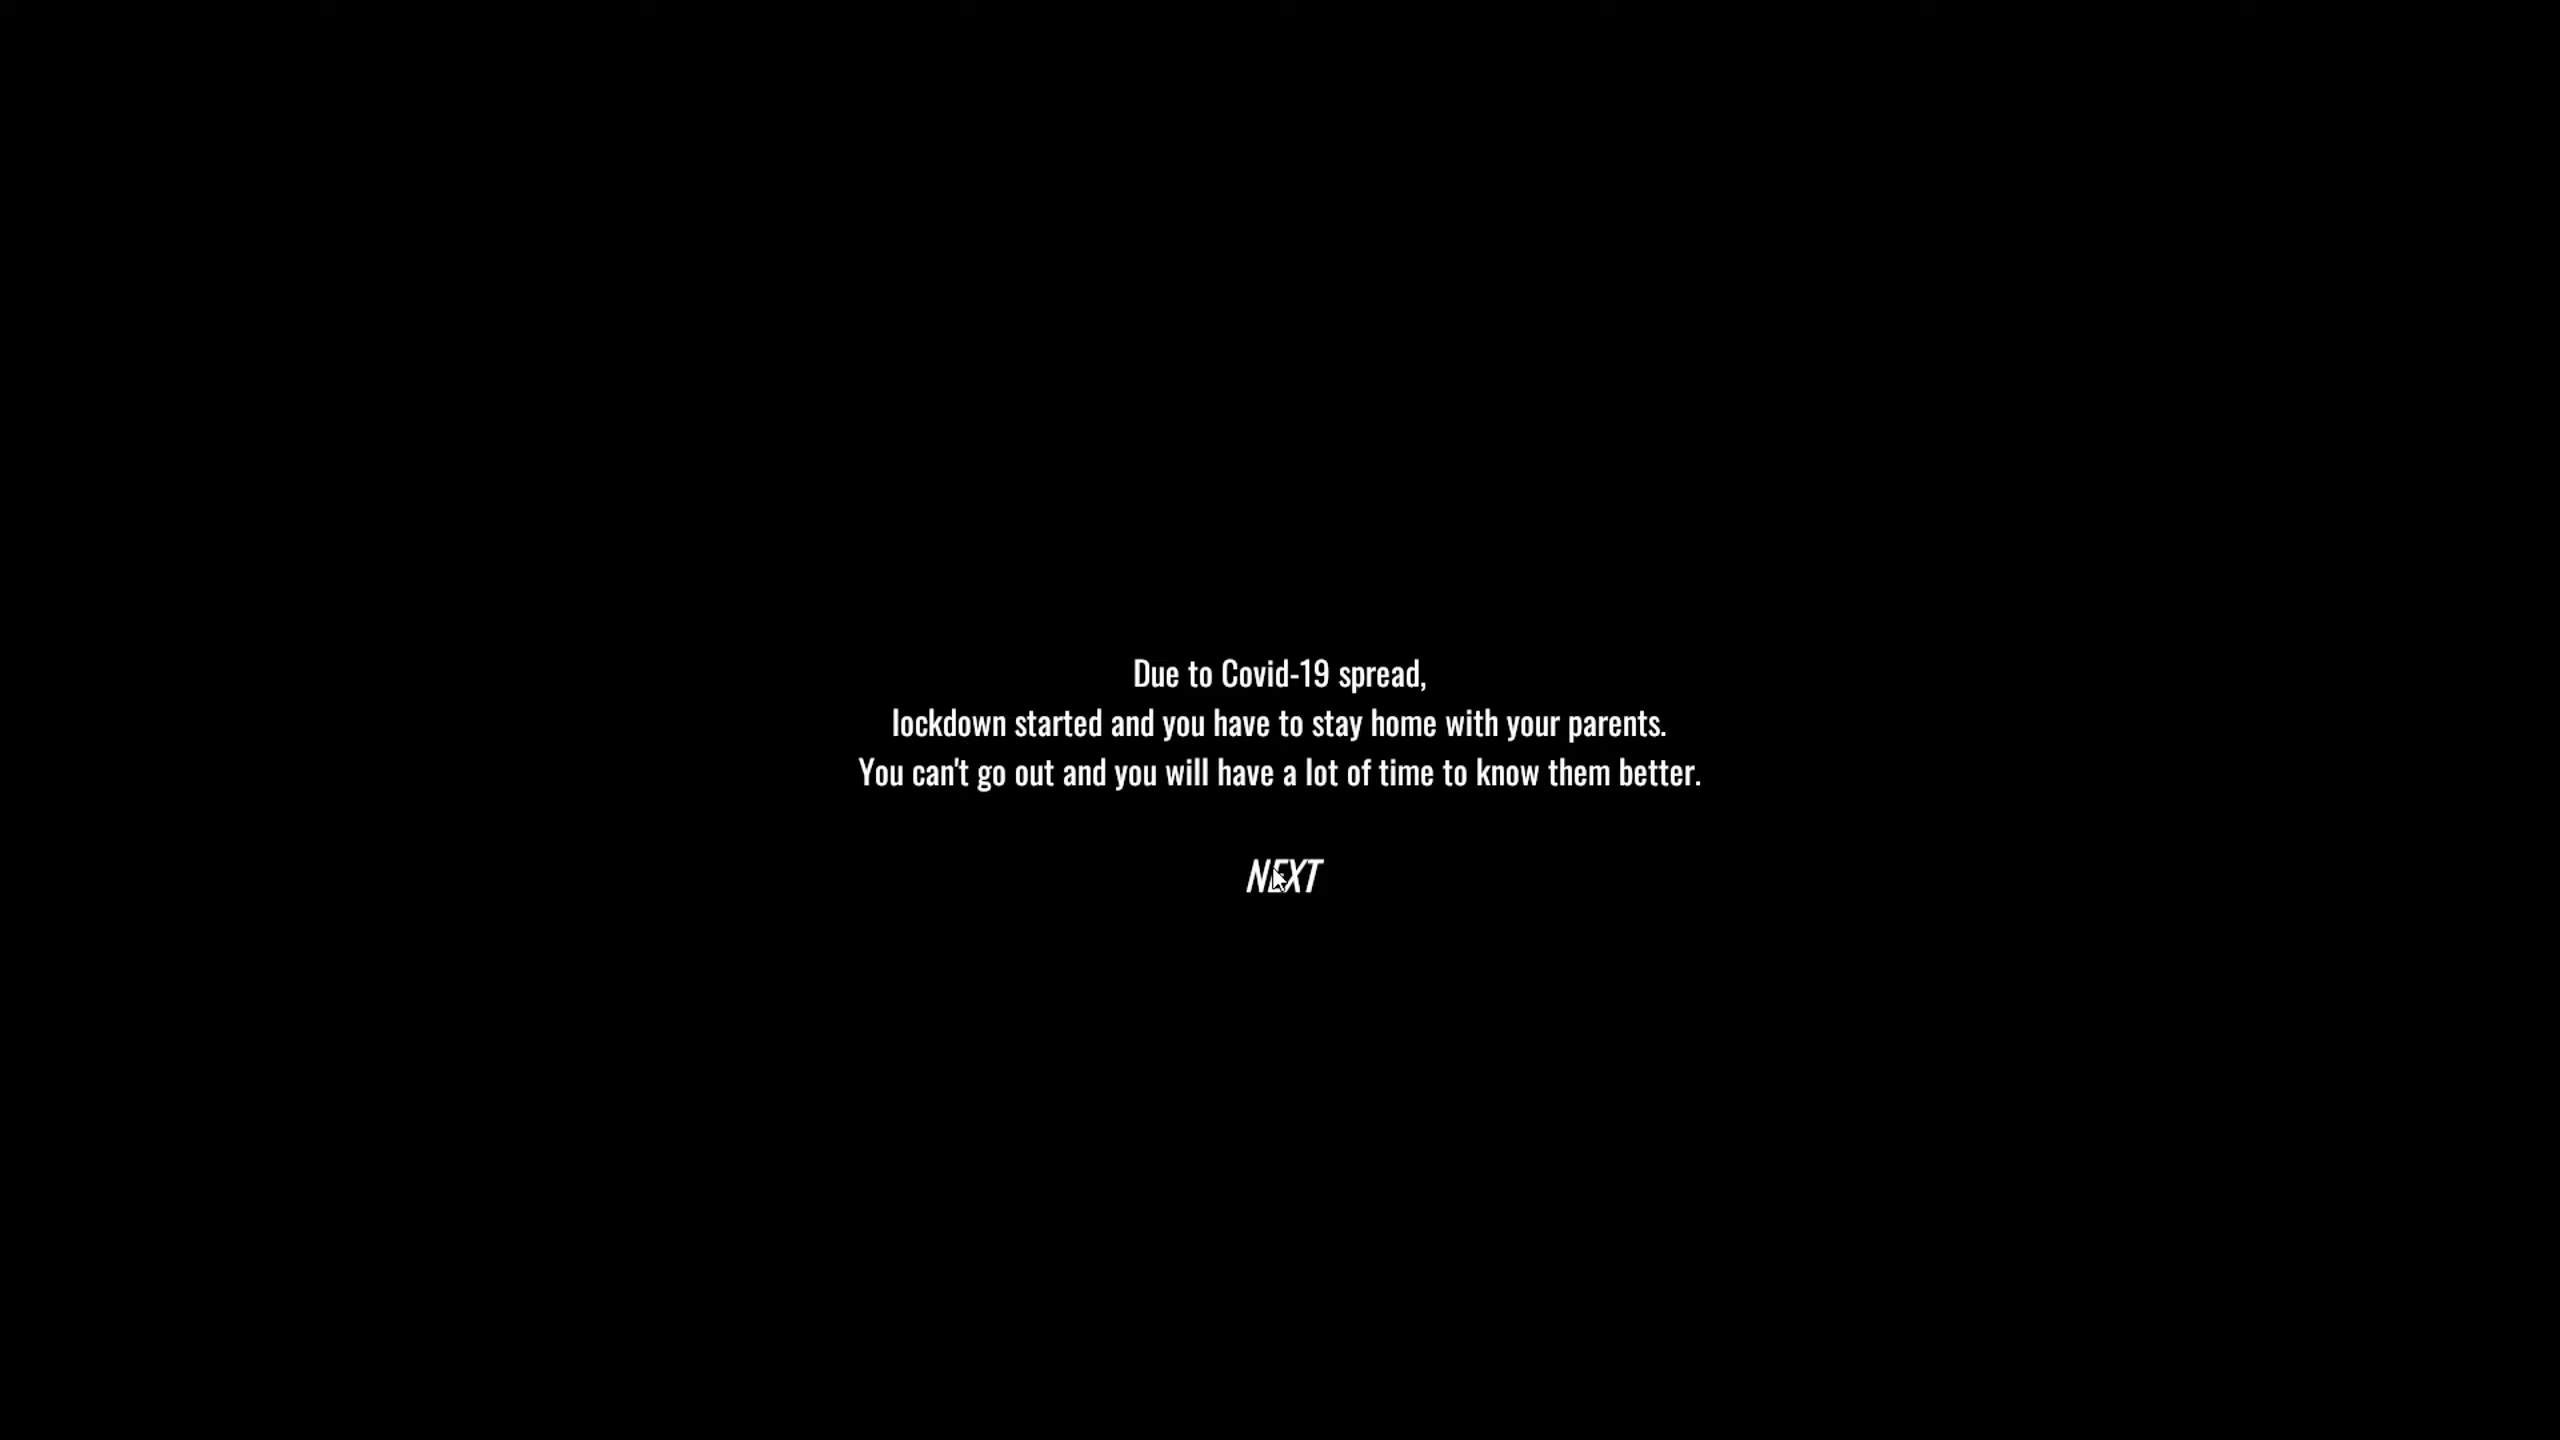 Due to Covid-19 spread,
lockdown started and you have to stay home with your parents.
You can't go out and you will have a lot of time to know them better.
NEXT